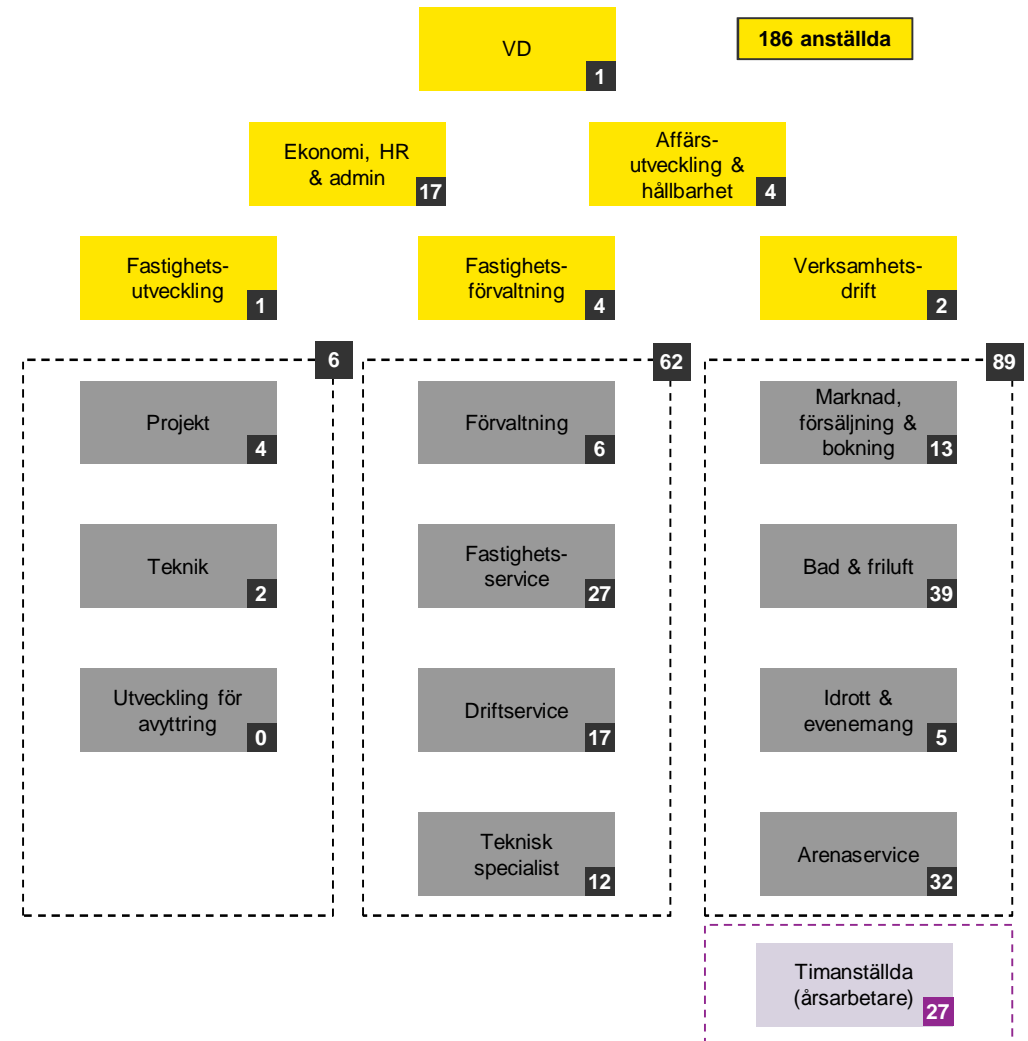 VD
1
186 anställda
Ekonomi, HR
& admin
17
Affärs-
utveckling &
hållbarhet
4
Fastighets-
utveckling
1
Fastighets-
förvaltning
4
Verksamhets-
drift
2
6
62
89
Projekt
4
Förvaltning
6
Marknad,
försäljning &
bokning
13
Teknik
2
Fastighets-
service
27
Bad & friluft
39
Utveckling för
avyttring
0
Driftservice
17
Idrott &
evenemang
5
Teknisk
specialist
12
Arenaservice
32
Timanställda
(årsarbetare)
27